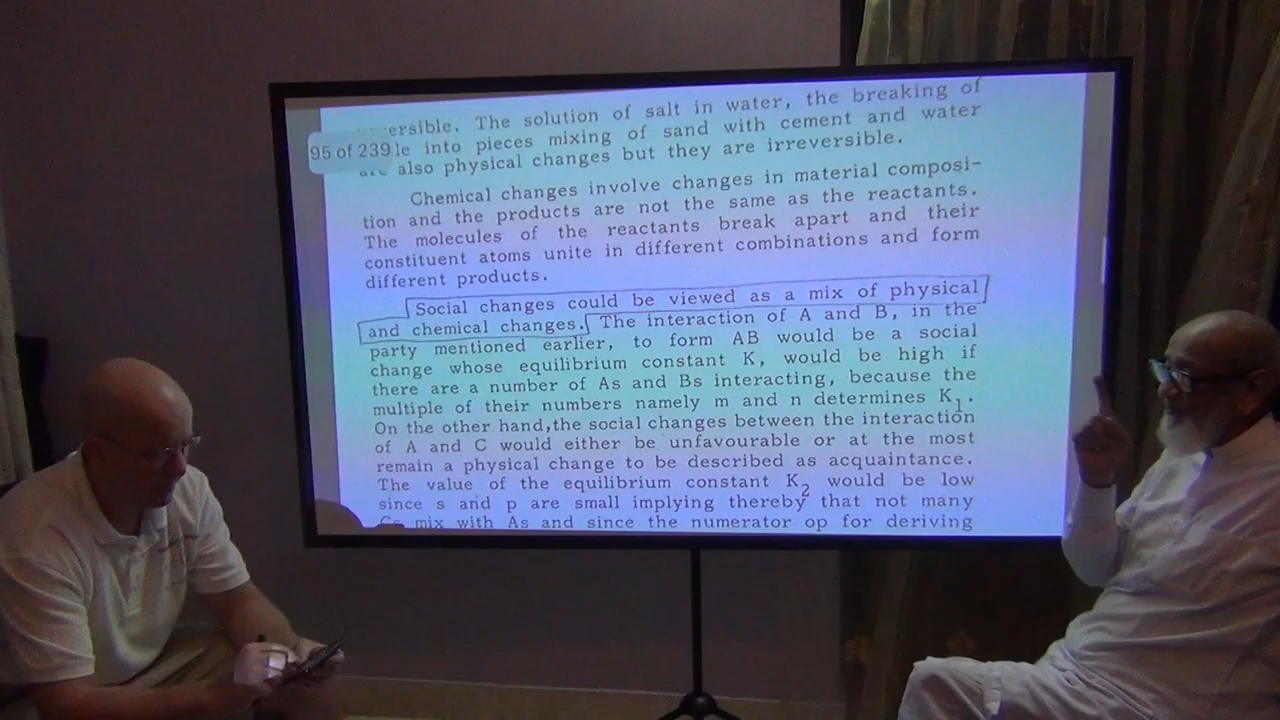 ersible. The solution of salt in water, the breaking of
95 of 239 le into pieces mixing of sand with cement and water
are also physical changes but they are irreversible.
Chemical changes involve changes in material composi-
tion and the products are not the same as the reactants.
The molecules of the reactants break apart and their
constituent atoms unite in different combinations and form
different products.
Social changes could be viewed as a mix of physical
and chemical changes. The interaction of A and B, in the
party mentioned earlier, to form AB would be a social
change whose equilibrium constant K, would be high if
there are a number of As and Bs interacting, because the
multiple of their numbers namely m and n determines K₁.
On the other hand,the social changes between the interaction
of A and C would either be unfavourable or at the most
remain a physical change to be described as acquaintance.
The value of the equilibrium constant K₂ would be low
since s and p are small implying thereby that not many
Cs mix with As and since the numerator op for deriving